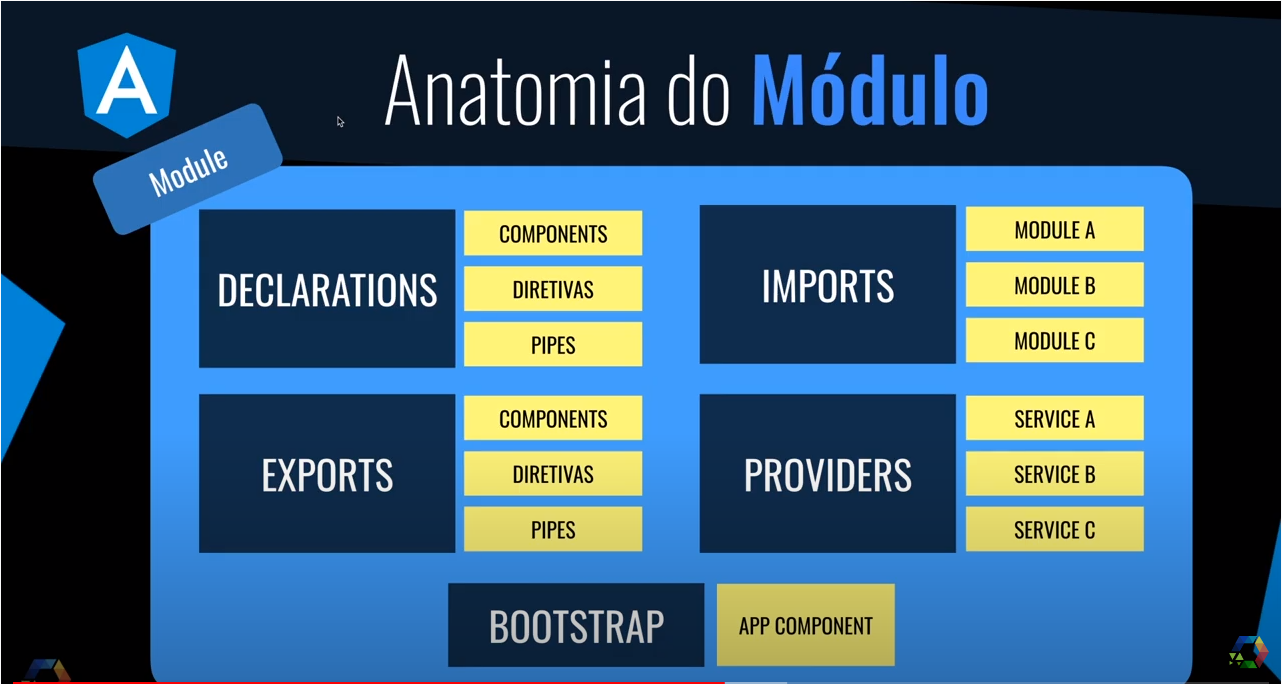 Anatomia do Módulo
Module
DECLARATIONS
COMPONENTS
DIRETIVAS
PIPES
IMPORTS
MODULE A
MODULE B
MODULE C
EXPORTS
COMPONENTS
DIRETIVAS
PIPES
PROVIDERS
SERVICE A
SERVICE B
SERVICE C
BOOTSTRAP
APP COMPONENT